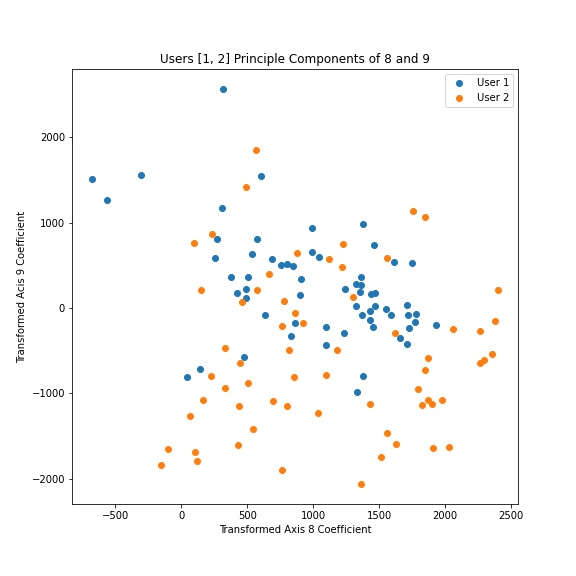 Users [1, 2] Principle Components of 8 and 9
User 1
User 2
Transformed Acis 9 Coefficient
2000
1000
0
−1000
−2000
−500
0
500
1000
1500
2000
2500
Transformed Axis 8 Coefficient